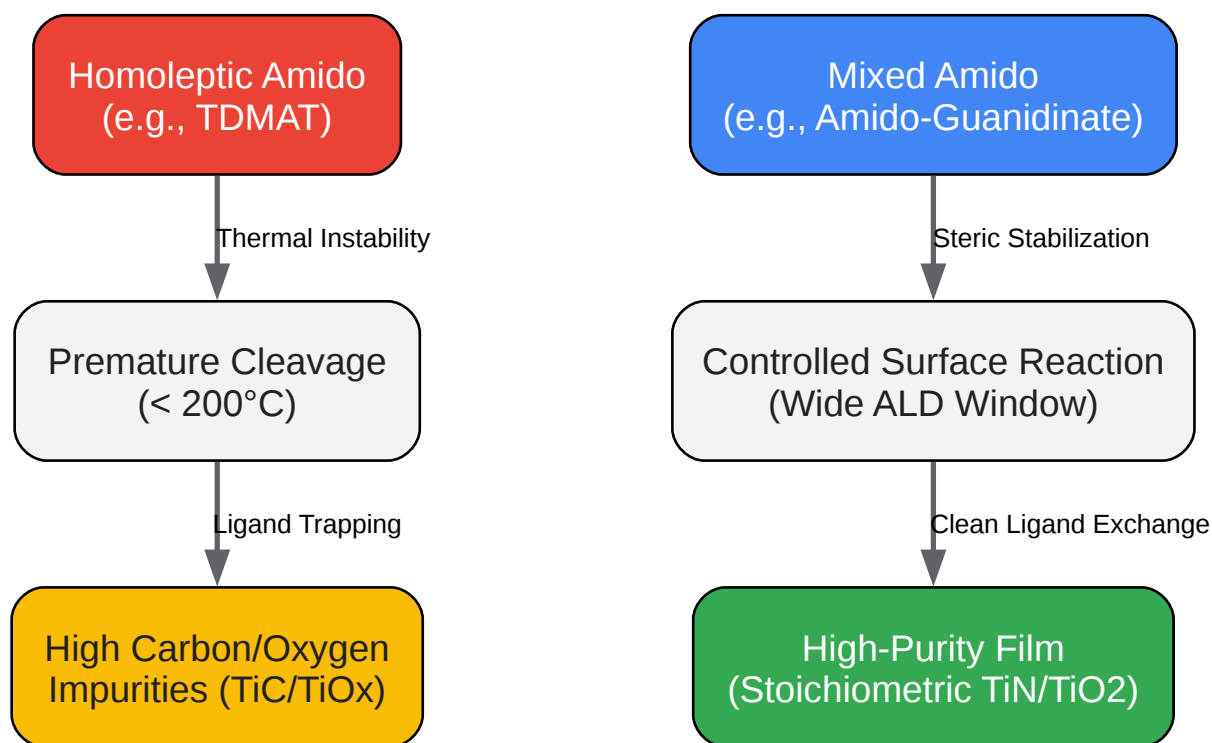 Homoleptic Amido
(e.g., TDMAT)
Thermal Instability
Premature Cleavage
(< 200°C)
Ligand Trapping
High Carbon/Oxygen
Impurities (TiC/TiOx)
Mixed Amido
(e.g., Amido-Guanidinate)
Steric Stabilization
Controlled Surface Reaction
(Wide ALD Window)
Clean Ligand Exchange
High-Purity Film
(Stoichiometric TiN/TiO2)